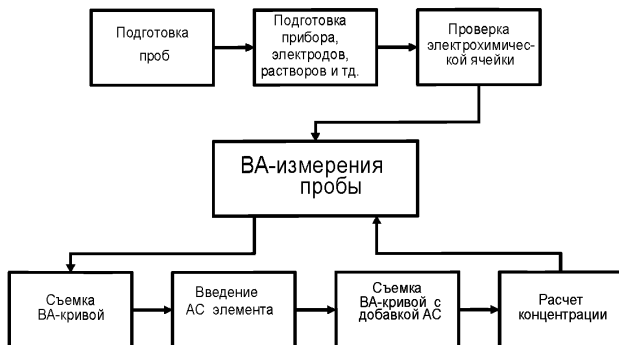 Подготовка
проб
Подготовка
прибора,
электродов,
растворов и тд.
Проверка
электрохимичес-
кой ячейки
ВА-измерения
пробы
Съемка
ВА-кривой
Введение
АС элемента
Съемка
ВА-кривой с
добавкой АС
Расчет
концентрации